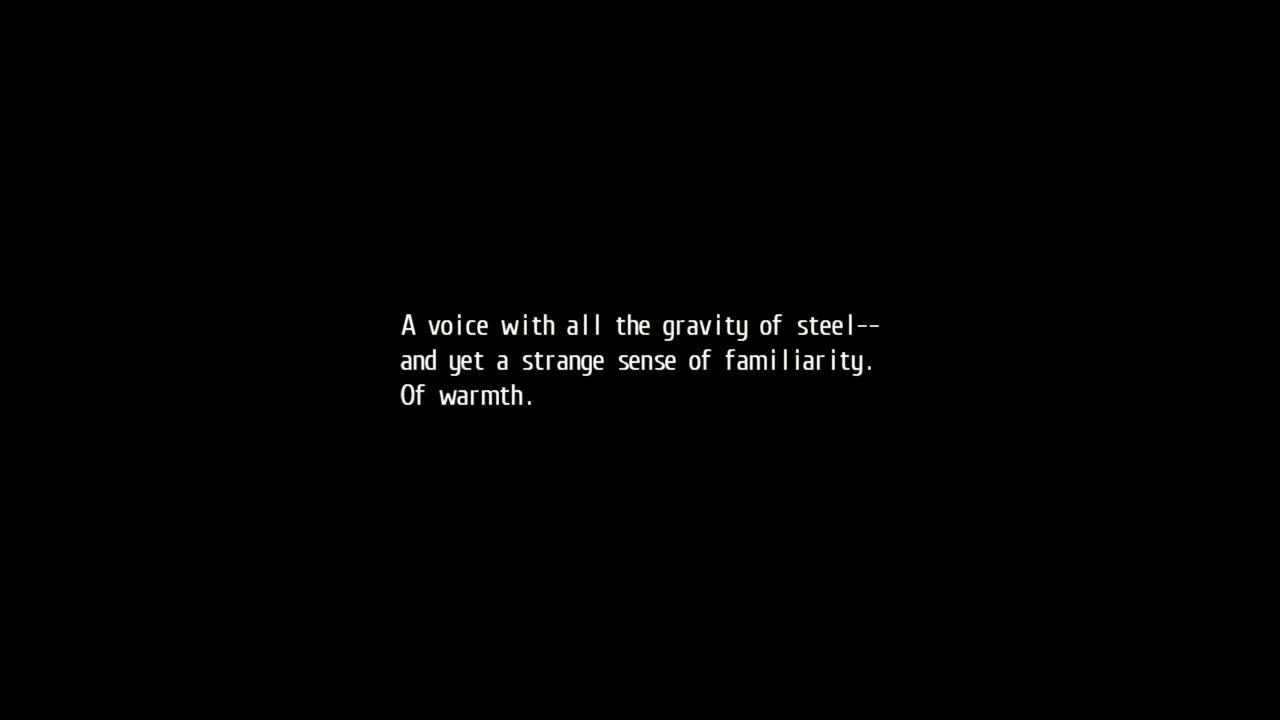 A voice with all the gravity of steel--
and yet a strange sense of familiarity.
Of warmth.